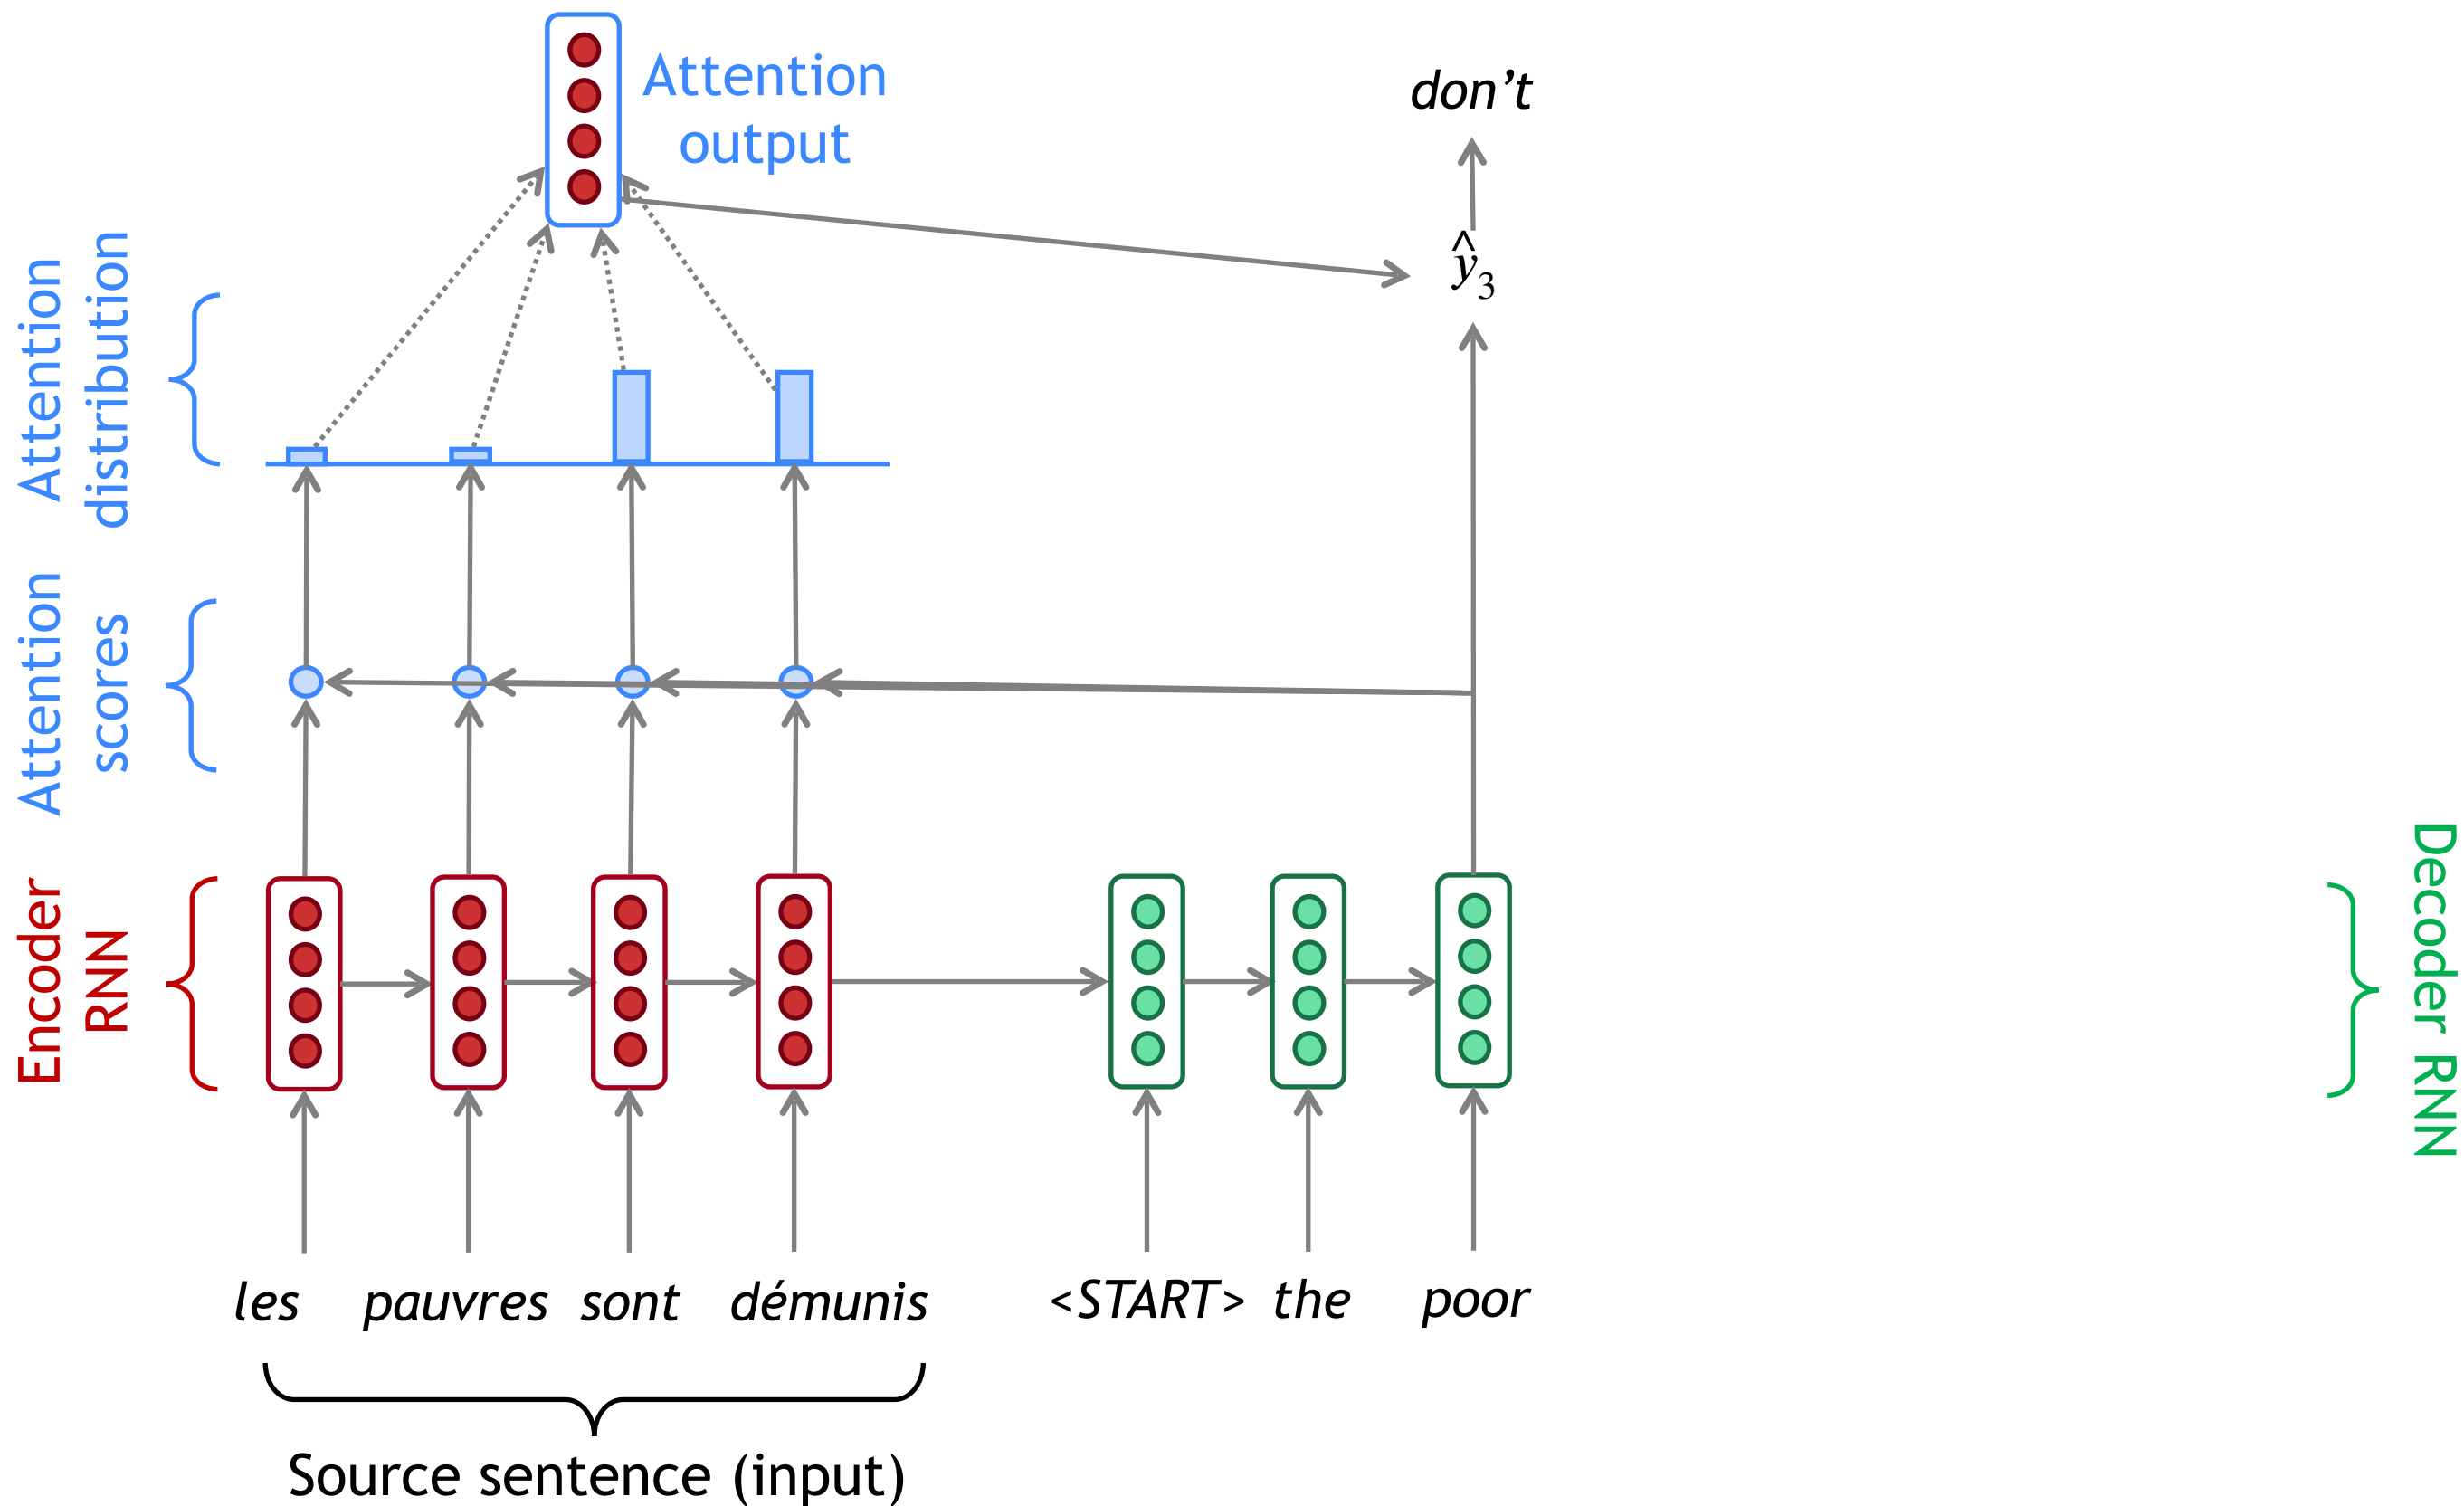 Attention
output
don't
ŷ3
Attention
distribution
Attention
scores
Encoder
RNN
Decoder RNN
les pauvres sont démunis <START> the poor
Source sentence (input)